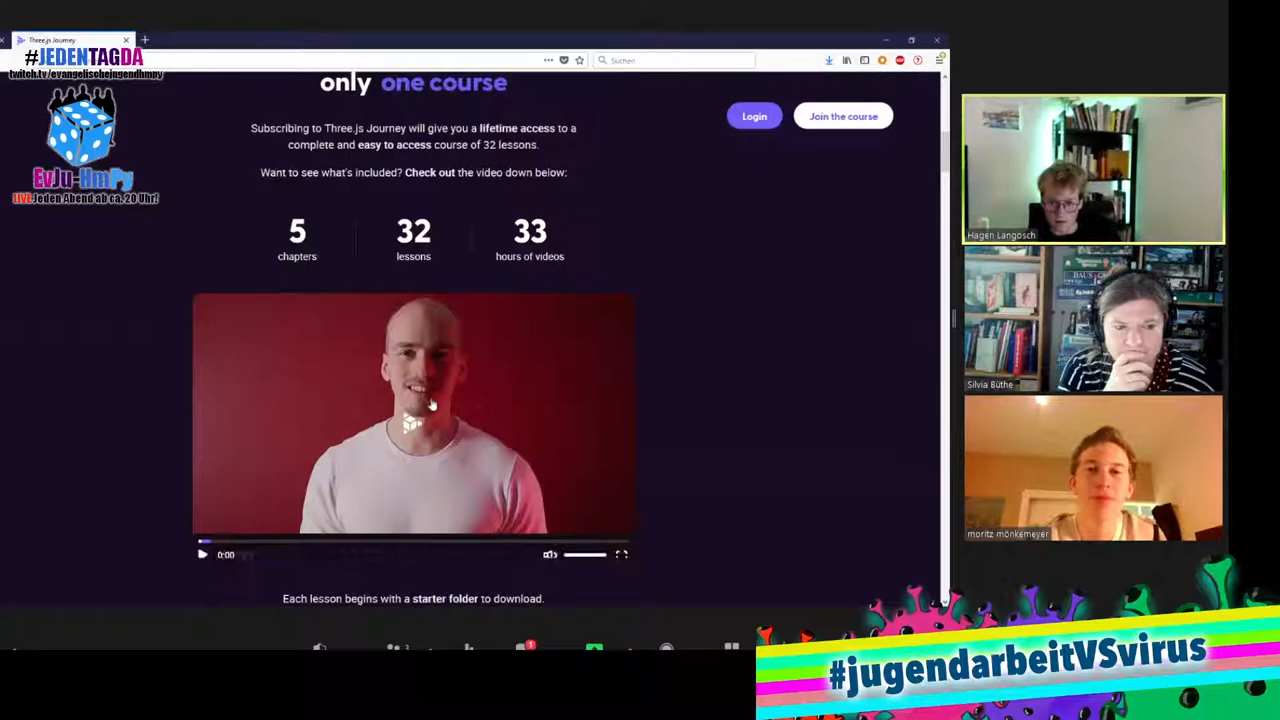 Three.js Journey
#JEDENTAGDA
twitch.tv/evangelischejugendhmpy
EvJu-HmPy
LIVE Jeden Abend ab ca. 20 Uhr!
Suchen
only one course
Login
Join the course
Subscribing to Three.js Journey will give you a lifetime access to a
complete and easy to access course of 32 lessons.
Want to see what's included? Check out the video down below:
5
chapters
32
lessons
33
hours of videos
0:00
Each lesson begins with a starter folder to download.
Hagen Langosch
BAUS
Silvia Büthe
moritz mönkemeyer
3
1
#jugendarbeitVSvirus